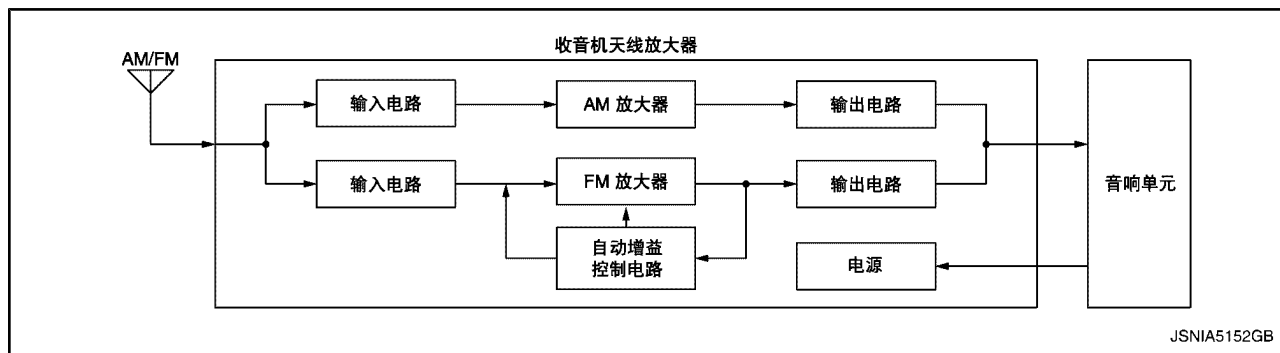 收音机天线放大器
AM/FM
输入电路
AM 放大器
输出电路
输入电路
FM 放大器
输出电路
音响单元
自动增益
控制电路
电源
JSNIA5152GB